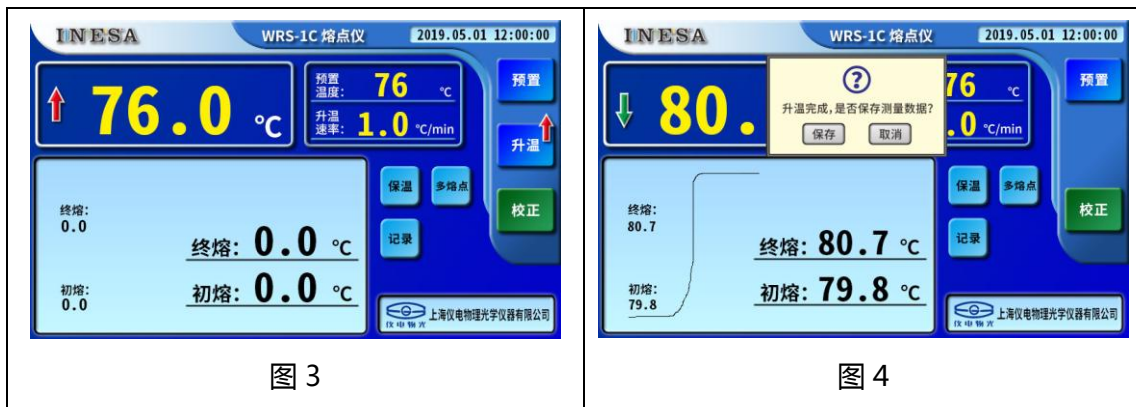 INESA
WRS-1C 熔点仪
2019.05.01 12:00:00
76.0 ℃
预置温度: 76 ℃
升温速率: 1.0 ℃/min
预置
升温
校正
保温
多熔点
记录
终熔:
0.0
初熔:
0.0
终熔: 0.0 ℃
初熔: 0.0 ℃
仪电物光
上海仪电物理光学仪器有限公司
图 3
INESA
WRS-1C 熔点仪
2019.05.01 12:00:00
80.
76 ℃
.0 ℃/min
?
升温完成,是否保存测量数据?
保存
取消
预置
校正
保温
多熔点
记录
终熔:
80.7
初熔:
79.8
终熔: 80.7 ℃
初熔: 79.8 ℃
仪电物光
上海仪电物理光学仪器有限公司
图 4